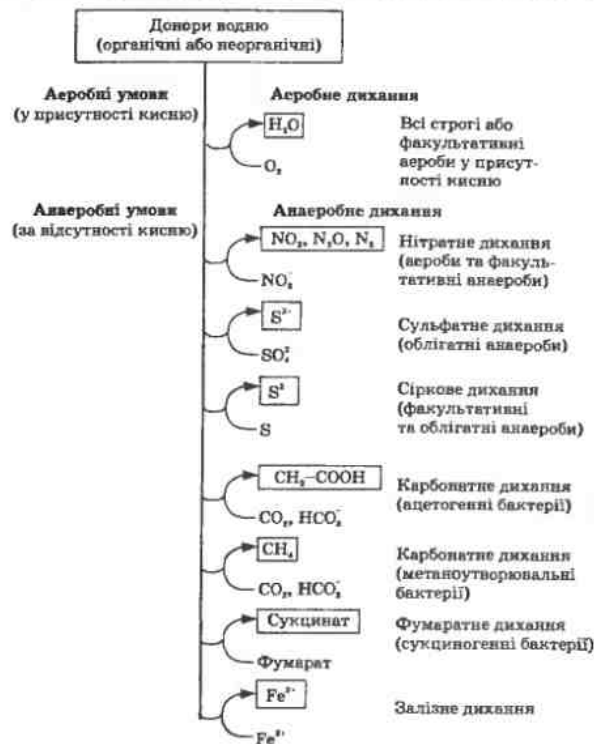 Донори водню
(органічні або неорганічні)
Аеробні умови
(у присутності кисню)
Аеробне дихання
H₂O
O₂
Всі строгі або
факультативні
аероби у присут-
ності кисню
Анаеробні умови
(за відсутності кисню)
Анаеробне дихання
NO₂, N₂O, N₂
NO₃⁻
Нітратне дихання
(аероби та факуль-
тативні анаероби)
S²⁻
SO₄²
Сульфатне дихання
(облігатні анаероби)
S²
S
Сіркове дихання
(факультативні
та облігатні анаероби)
CH₃–COOH
CO₂, HCO₃⁻
Карбонатне дихання
(ацетогенні бактерії)
CH₄
CO₂, HCO₃⁻
Карбонатне дихання
(метаноутворювальні
бактерії)
Сукцинат
Фумарат
Фумаратне дихання
(сукциногенні бактерії)
Fe²⁺
Fe³⁺
Залізне дихання